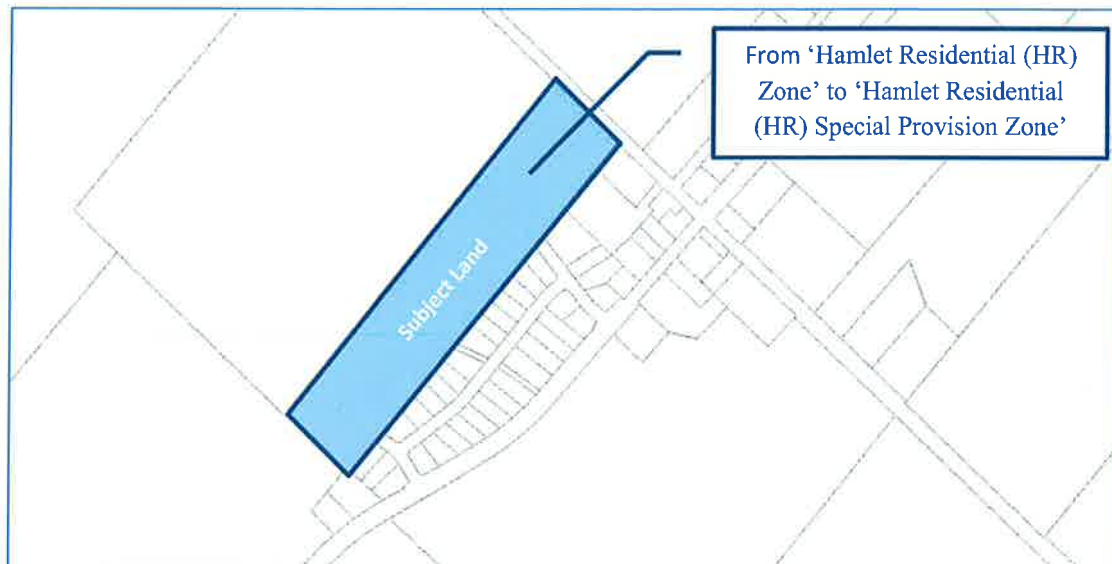 From ‘Hamlet Residential (HR)
Zone’ to ‘Hamlet Residential
(HR) Special Provision Zone’
Subject Land